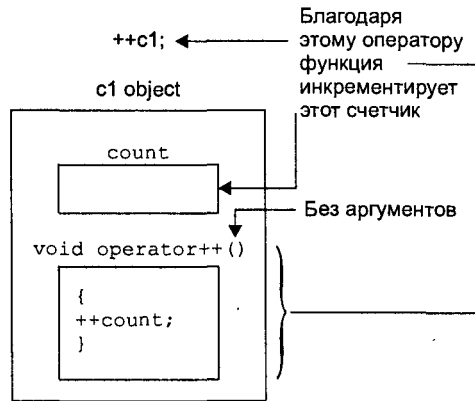 ++c1;
Благодаря
этому оператору
функция
инкрементирует
этот счетчик
c1 object
count
Без аргументов
void operator++()
{
++count;
}